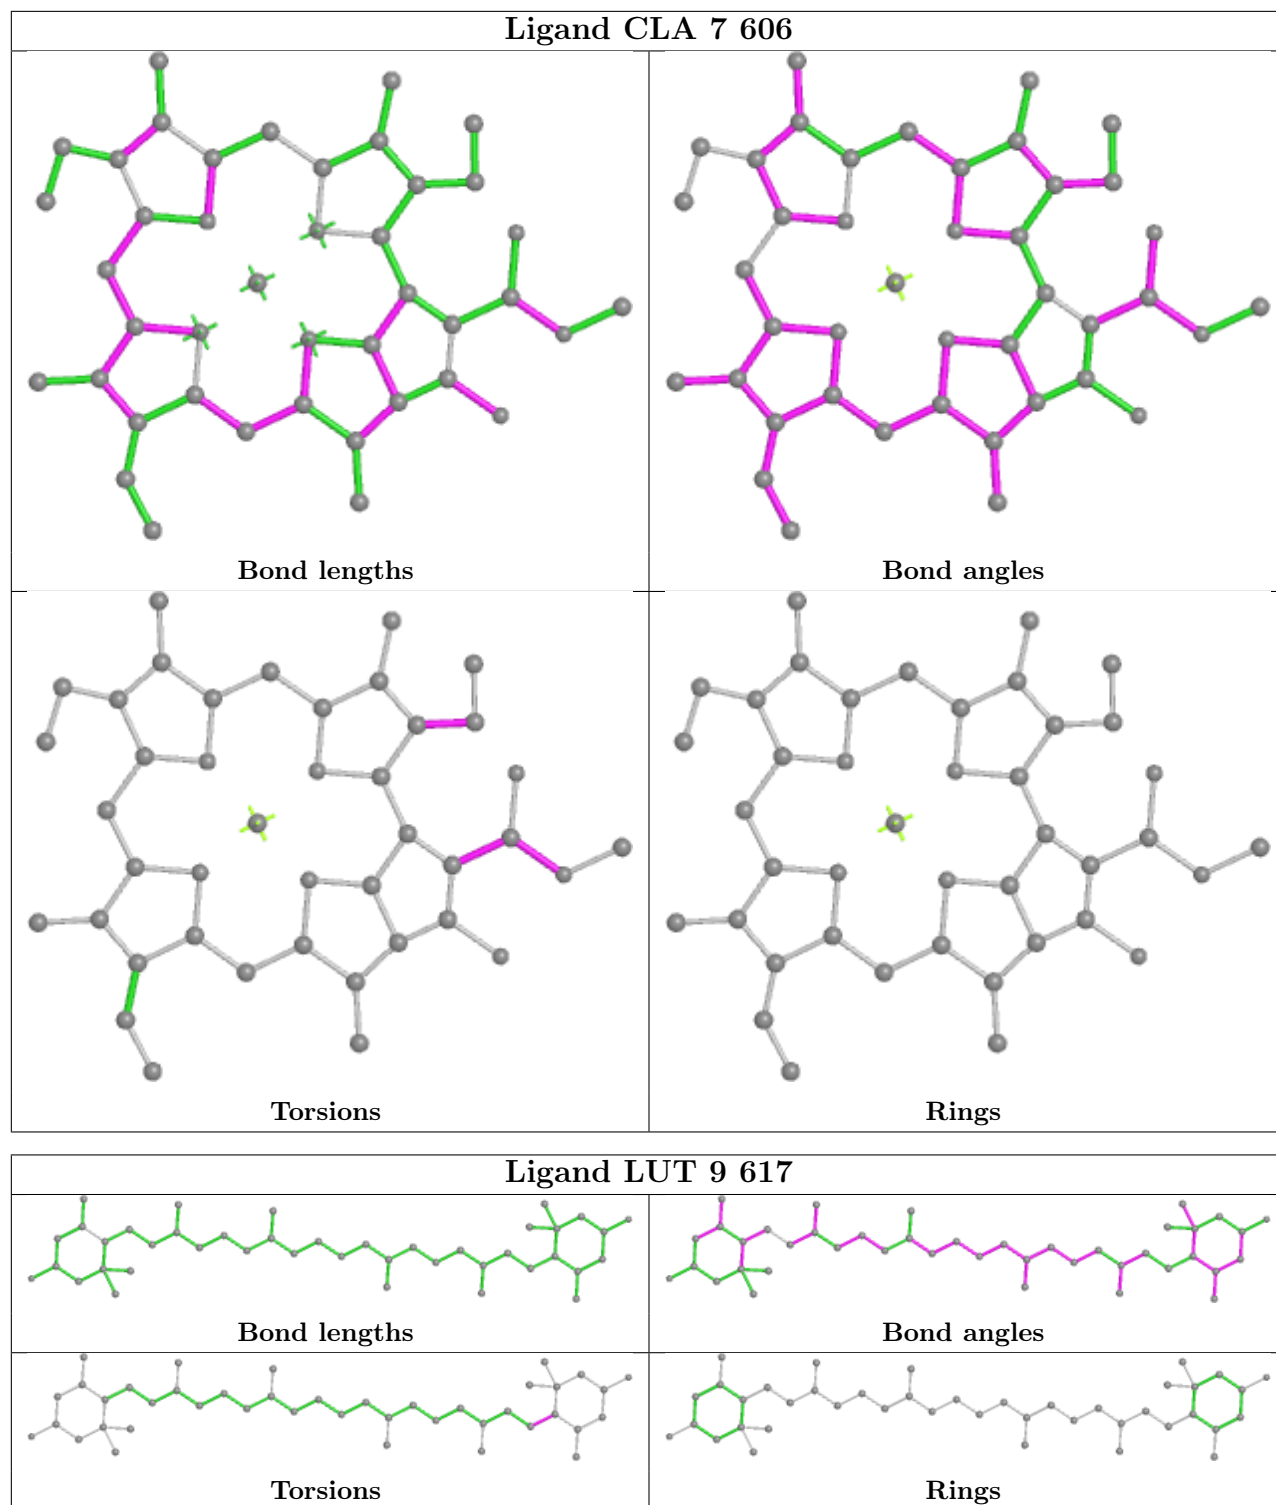 Ligand CLA 7 606
Bond lengths
Bond angles
Torsions
Rings
Ligand LUT 9 617
Bond lengths
Bond angles
Torsions
Rings